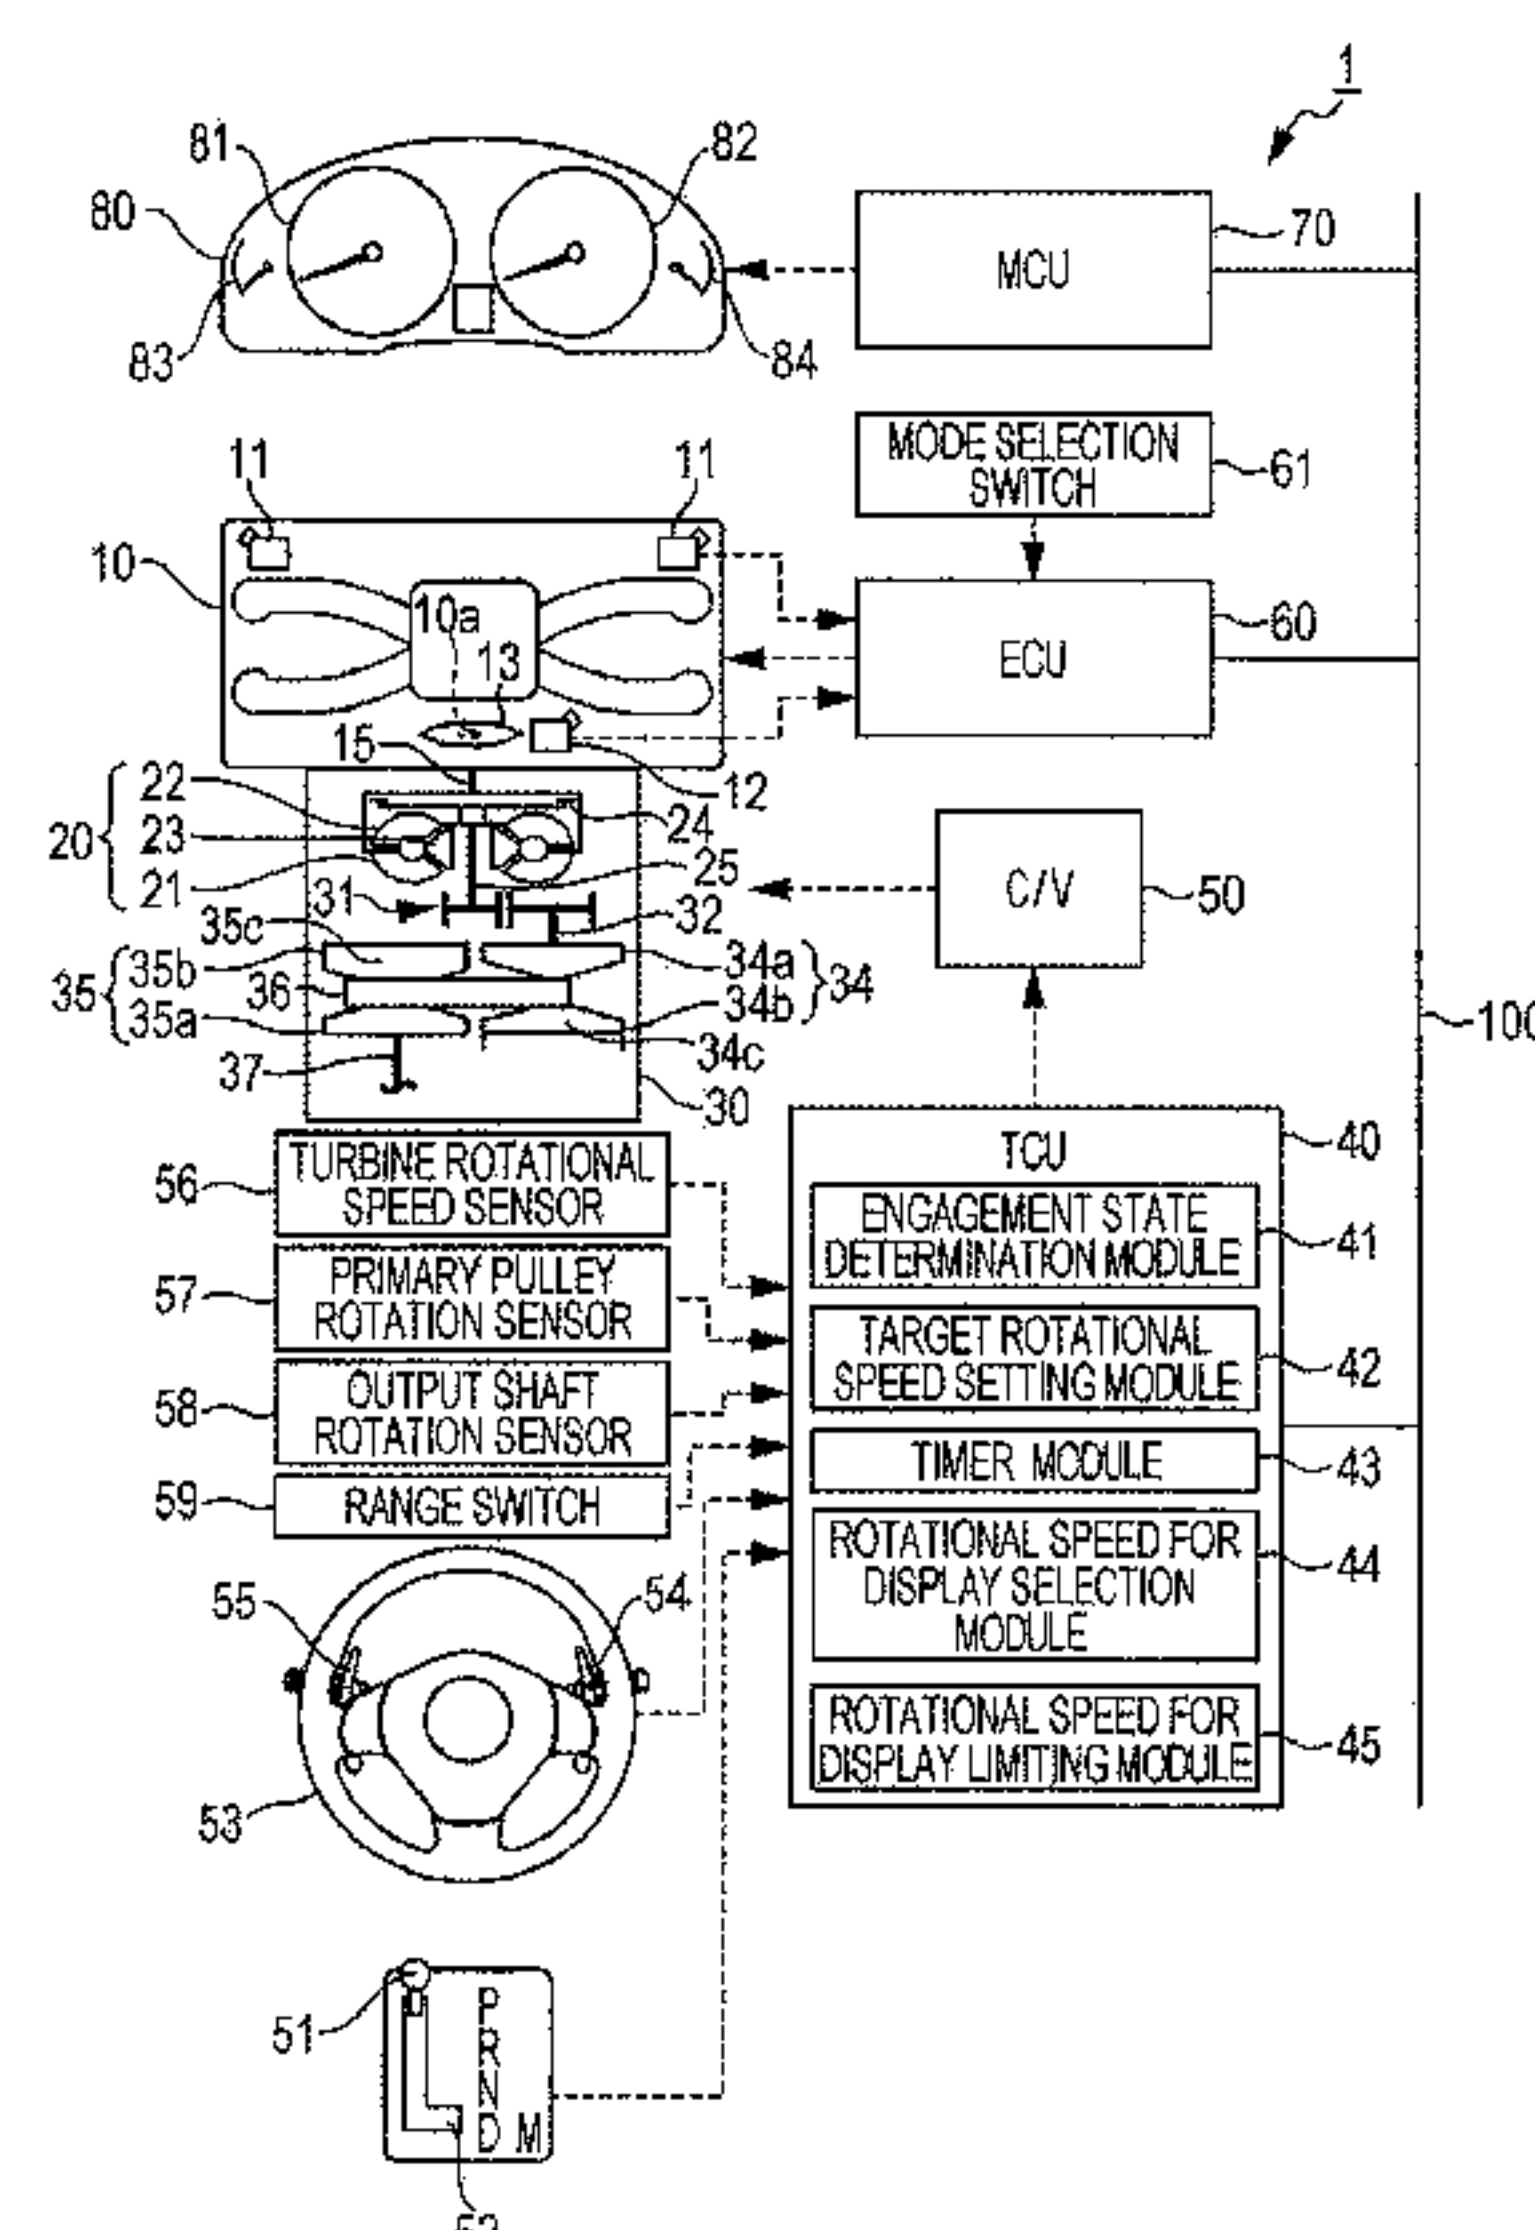 1
81
82
80
70
MCU
83
84
MODE SELECTION
SWITCH
61
11
11
10
10a
13
60
ECU
15
12
22
20
23
24
21
25
31
C/V
50
35c
32
35b
34a
35
36
34
35a
34b
100
37
34c
30
TCU
40
TURBINE ROTATIONAL
SPEED SENSOR
56
ENGAGEMENT STATE
DETERMINATION MODULE
41
PRIMARY PULLEY
ROTATION SENSOR
57
TARGET ROTATIONAL
SPEED SETTING MODULE
42
OUTPUT SHAFT
ROTATION SENSOR
58
TIMER MODULE
43
59
RANGE SWITCH
ROTATIONAL SPEED FOR
DISPLAY SELECTION
MODULE
44
55
54
ROTATIONAL SPEED FOR
DISPLAY LIMITING MODULE
45
53
51
P
R
N
D M